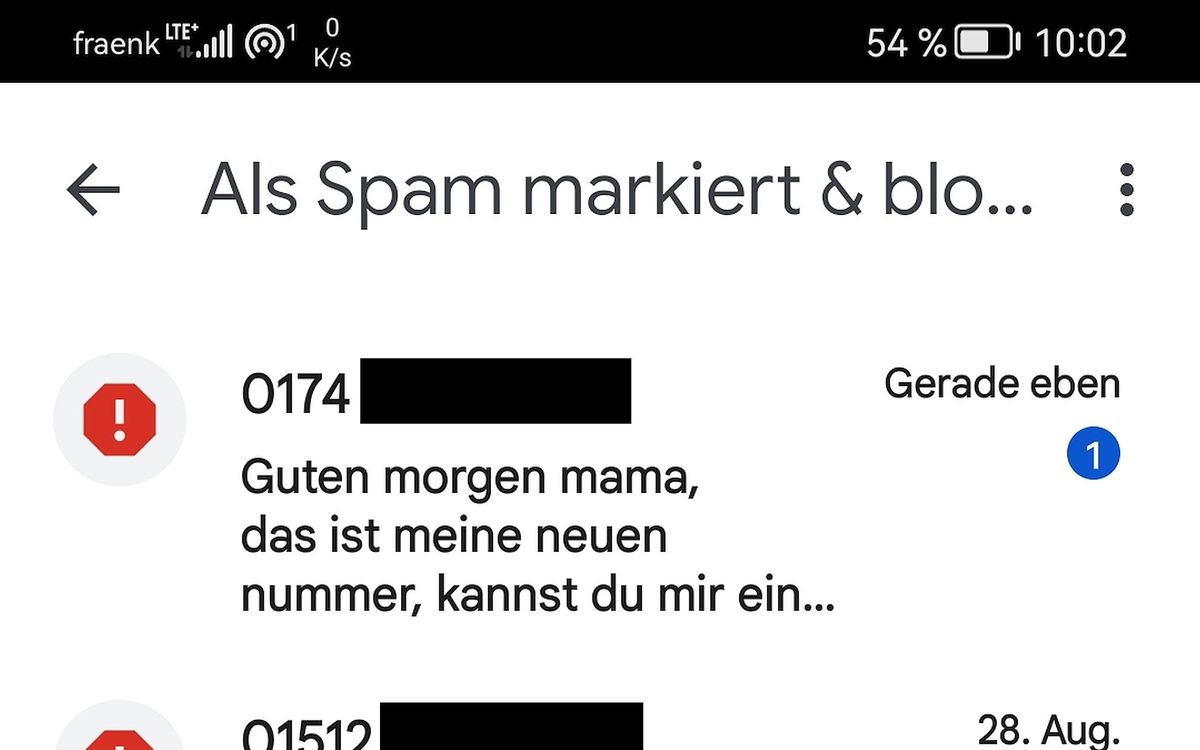 fraenk LTE+ 1 0 K/s 54 % 10:02
Als Spam markiert & blo...
0174 Gerade eben
1
Guten morgen mama,
das ist meine neuen
nummer, kannst du mir ein...
01512 28. Aug.